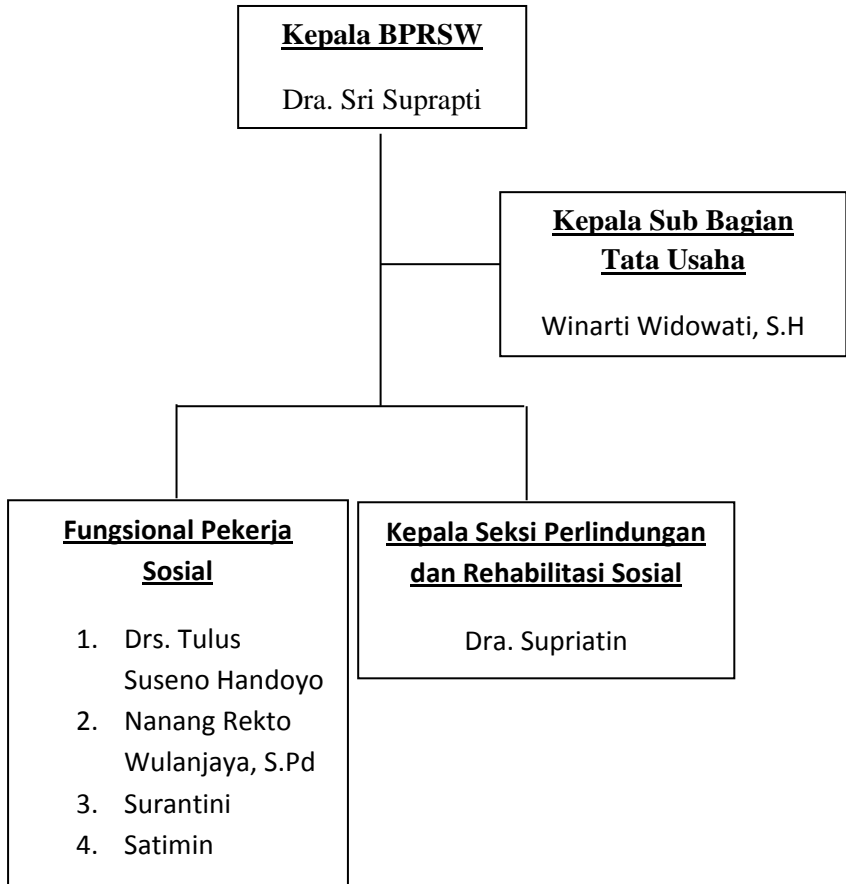 Kepala BPRSW
Dra. Sri Suprapti
Kepala Sub Bagian
Tata Usaha
Winarti Widowati, S.H
Fungsional Pekerja
Sosial
1. Drs. Tulus
Suseno Handoyo
2. Nanang Rekto
Wulanjaya, S.Pd
3. Surantini
4. Satimin
Kepala Seksi Perlindungan
dan Rehabilitasi Sosial
Dra. Supriatin